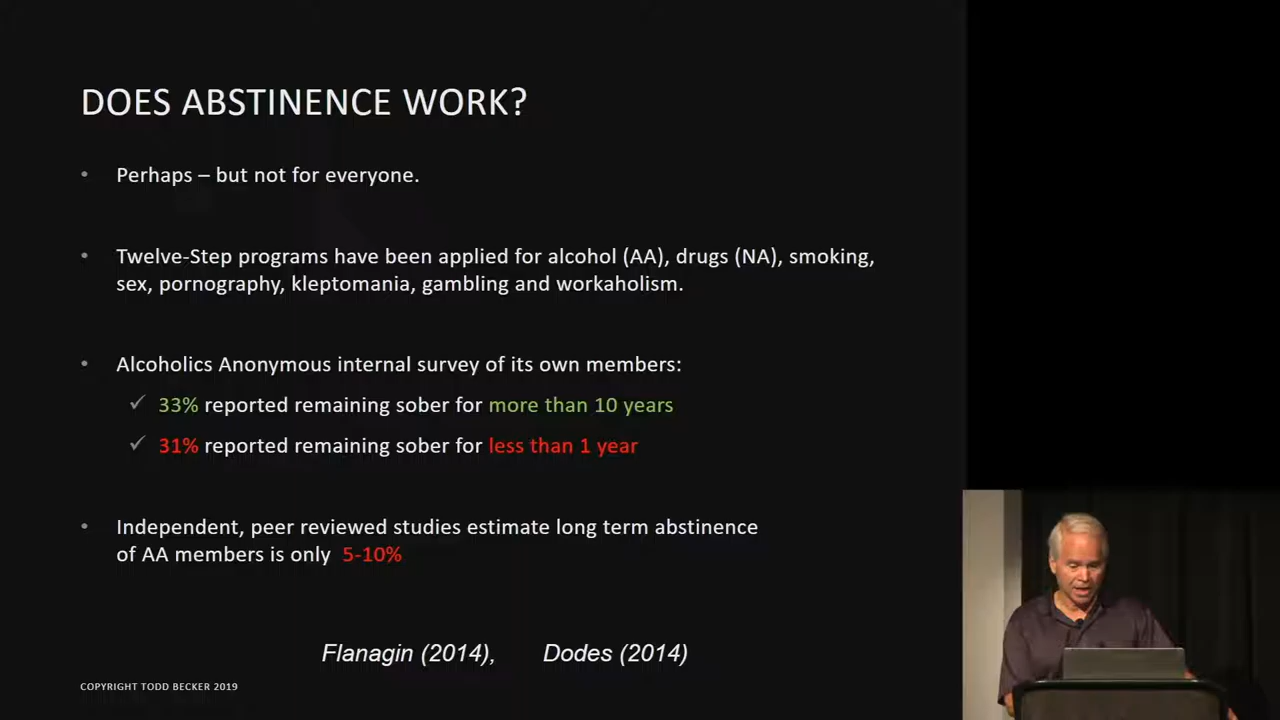 DOES ABSTINENCE WORK?
• Perhaps – but not for everyone.
• Twelve-Step programs have been applied for alcohol (AA), drugs (NA), smoking,
sex, pornography, kleptomania, gambling and workaholism.
• Alcoholics Anonymous internal survey of its own members:
✓ 33% reported remaining sober for more than 10 years
✓ 31% reported remaining sober for less than 1 year
• Independent, peer reviewed studies estimate long term abstinence
of AA members is only 5-10%
Flanagin (2014), Dodes (2014)
COPYRIGHT TODD BECKER 2019